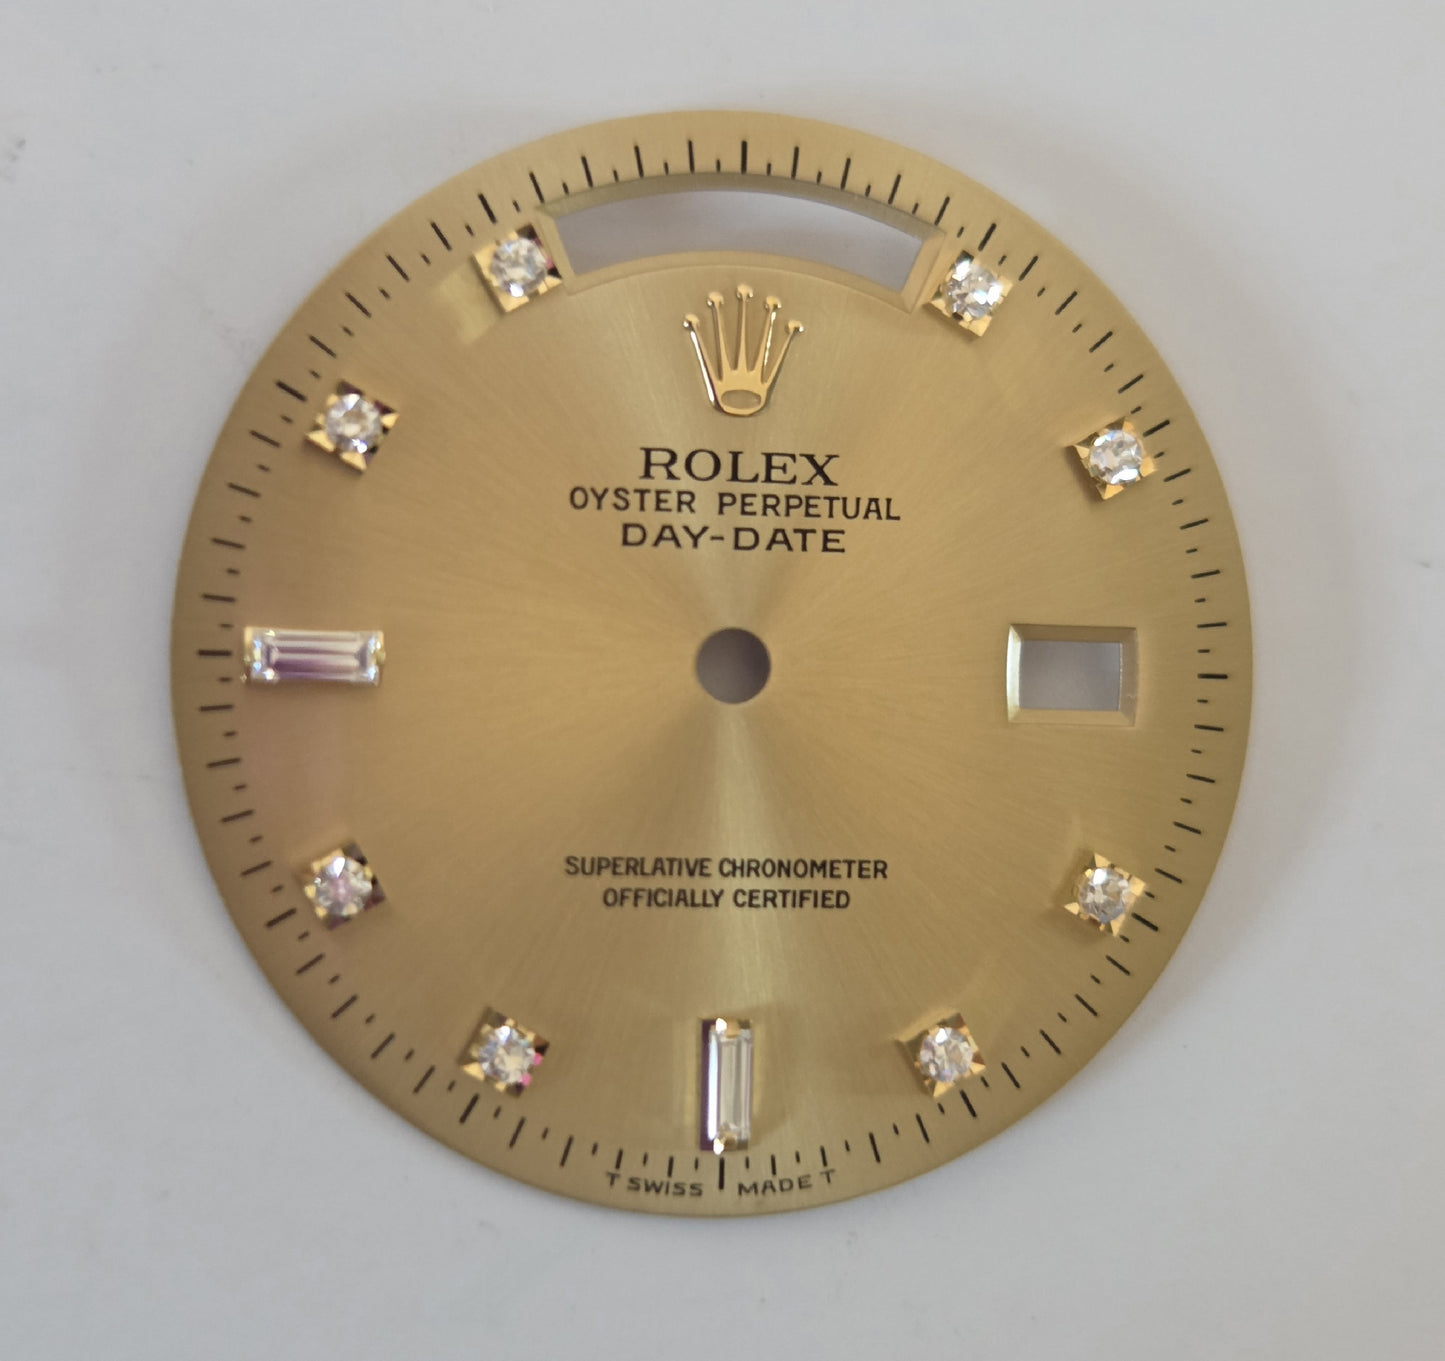 ROLEX
OYSTER PERPETUAL
DAY-DATE
SUPERLATIVE CHRONOMETER
OFFICIALLY CERTIFIED
T SWISS MADE T